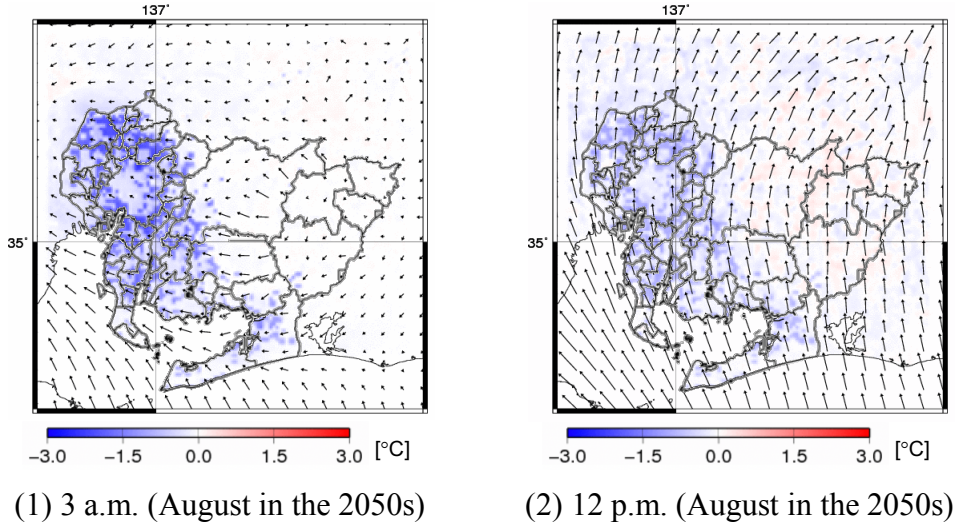 137°
137°
35°
35°
−3.0 −1.5 0.0 1.5 3.0 [°C]
−3.0 −1.5 0.0 1.5 3.0 [°C]
(1) 3 a.m. (August in the 2050s)
(2) 12 p.m. (August in the 2050s)